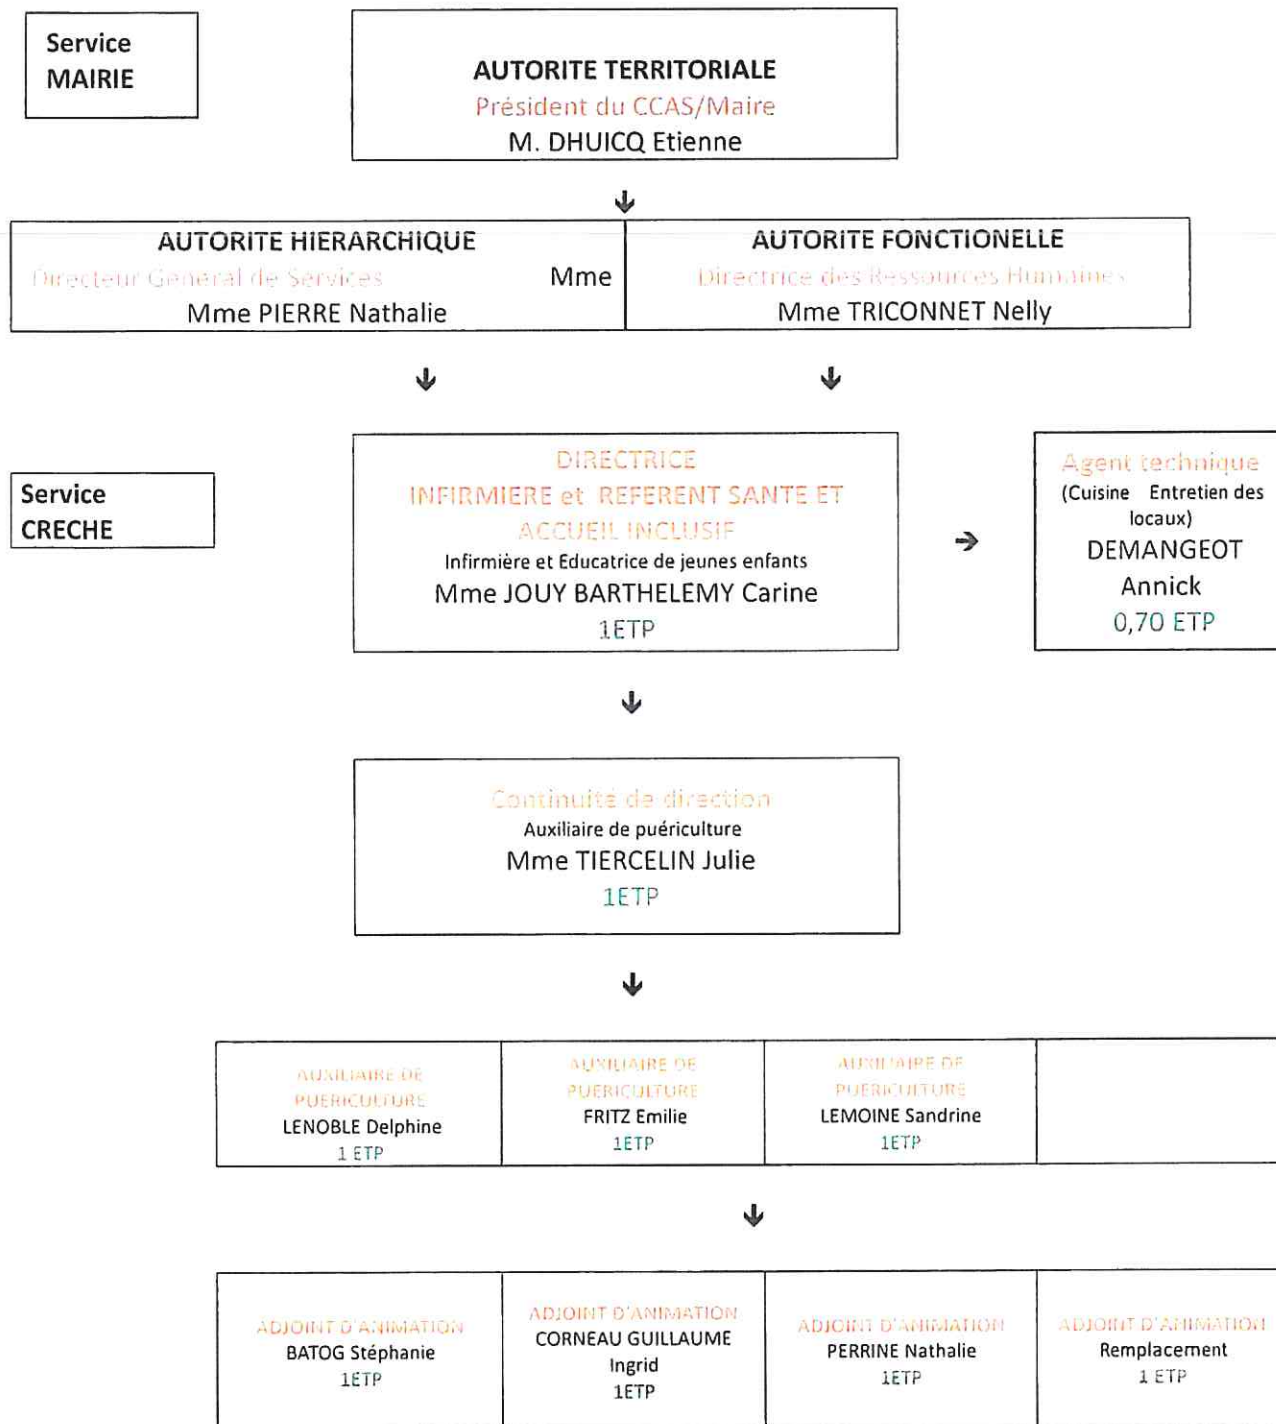 Service
MAIRIE
AUTORITE TERRITORIALE
Président du CCAS/Maire
M. DHUICQ Etienne
AUTORITE HIERARCHIQUE
Directeur General de Services Mme
Mme PIERRE Nathalie
AUTORITE FONCTIONELLE
Directrice des Ressources Humaines
Mme TRICONNET Nelly
Service
CRECHE
DIRECTRICE
INFIRMIERE et REFERENT SANTE ET
ACCUEIL INCLUSIF
Infirmière et Educatrice de jeunes enfants
Mme JOUY BARTHELEMY Carine
1ETP
Agent technique
(Cuisine Entretien des
locaux)
DEMANGEOT
Annick
0,70 ETP
Continuité de direction
Auxiliaire de puériculture
Mme TIERCELIN Julie
1ETP
AUXILIAIRE DE
PUERICULTURE
LENOBLE Delphine
1 ETP
AUXILIAIRE DE
PUERICULTURE
FRITZ Emilie
1ETP
AUXILIAIRE DE
PUERICULTURE
LEMOINE Sandrine
1ETP
ADJOINT D'ANIMATION
BATOG Stéphanie
1ETP
ADJOINT D'ANIMATION
CORNEAU GUILLAUME
Ingrid
1ETP
ADJOINT D'ANIMATION
PERRINE Nathalie
1ETP
ADJOINT D'ANIMATION
Remplacement
1 ETP